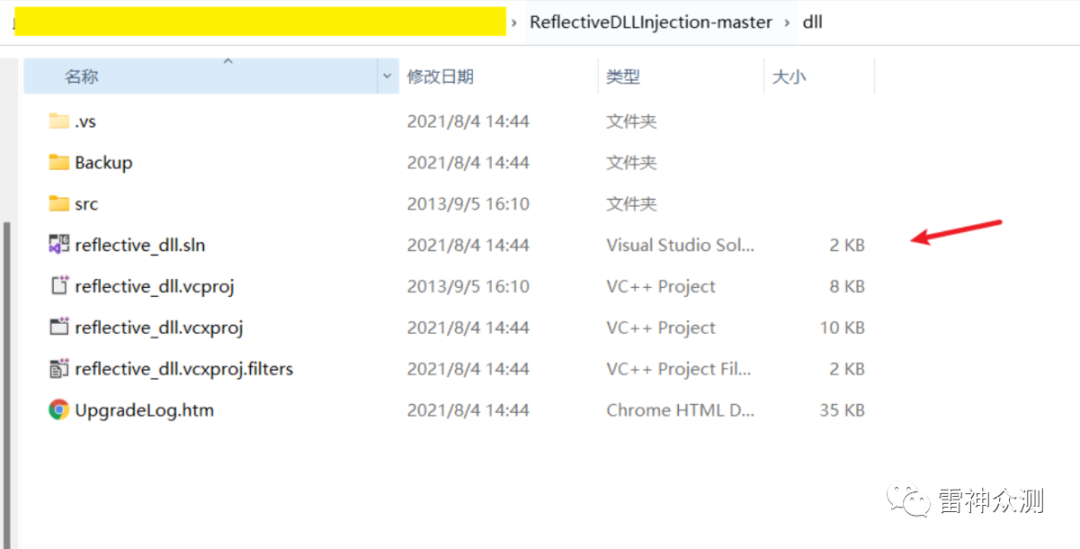 › ReflectiveDLLInjection-master › dll
名称 修改日期 类型 大小
.vs 2021/8/4 14:44 文件夹
Backup 2021/8/4 14:44 文件夹
src 2013/9/5 16:10 文件夹
reflective_dll.sln 2021/8/4 14:44 Visual Studio Sol... 2 KB
reflective_dll.vcproj 2013/9/5 16:10 VC++ Project 8 KB
reflective_dll.vcxproj 2021/8/4 14:44 VC++ Project 10 KB
reflective_dll.vcxproj.filters 2021/8/4 14:44 VC++ Project Fil... 2 KB
UpgradeLog.htm 2021/8/4 14:44 Chrome HTML D... 35 KB
雷神众测